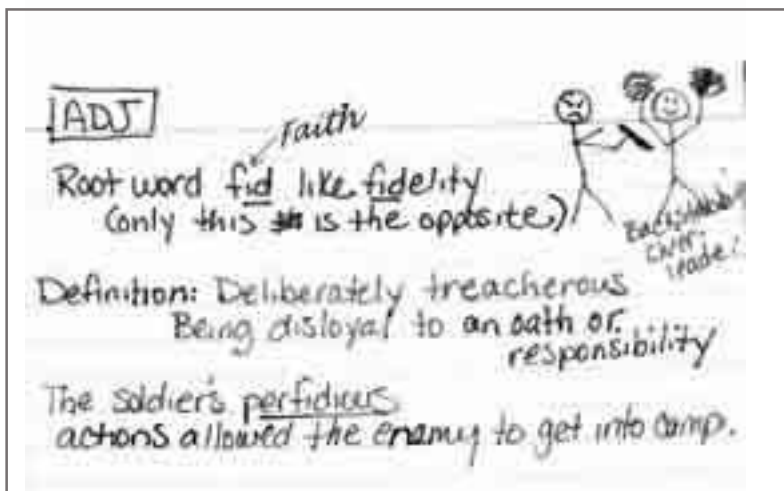 ADJ
Faith
Root word fid like fidelity
(only this is the opposite)
Definition: Deliberately treacherous
Being disloyal to an oath or
responsibility
The soldier's perfidious
actions allowed the enemy to get into camp.